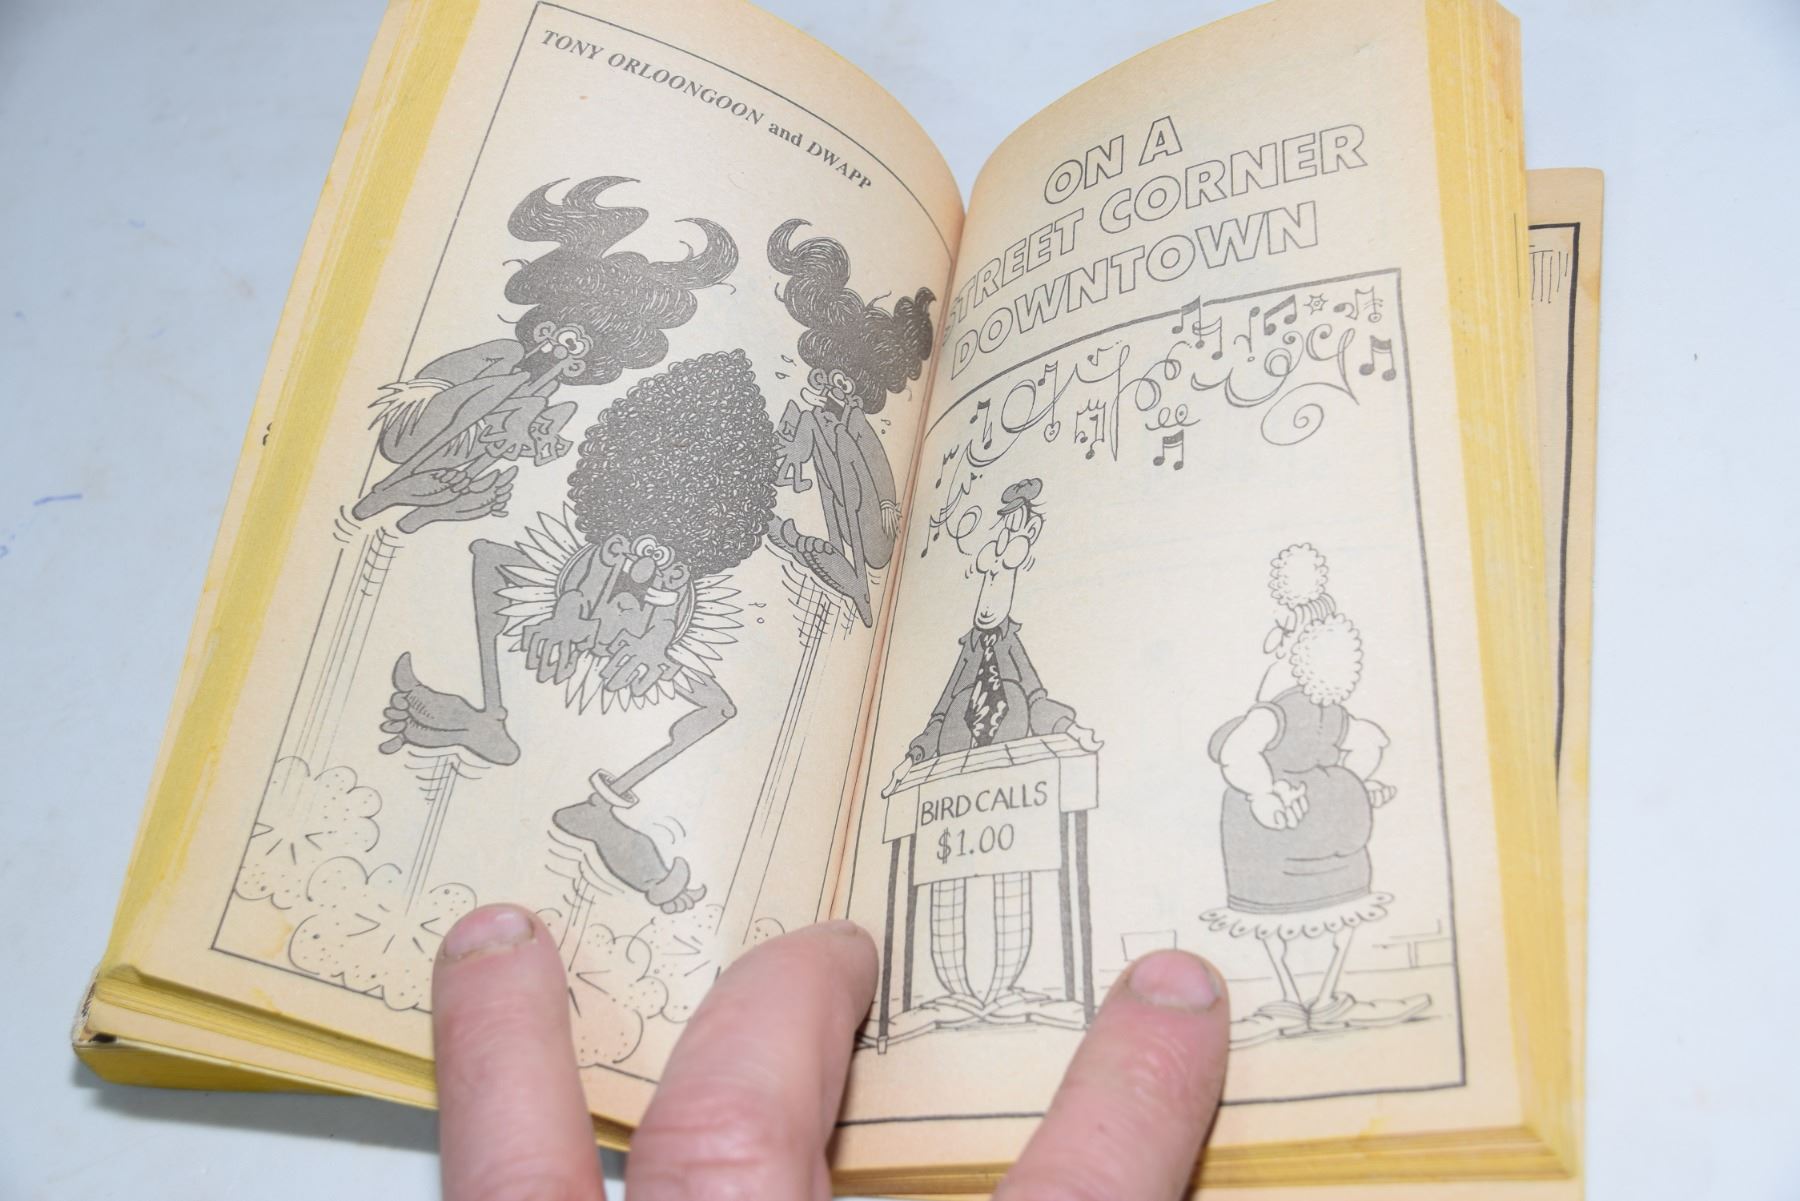 TONY ORLOONGOON and DWAPP
ON A
STREET CORNER
DOWNTOWN
BIRD CALLS
$1.00